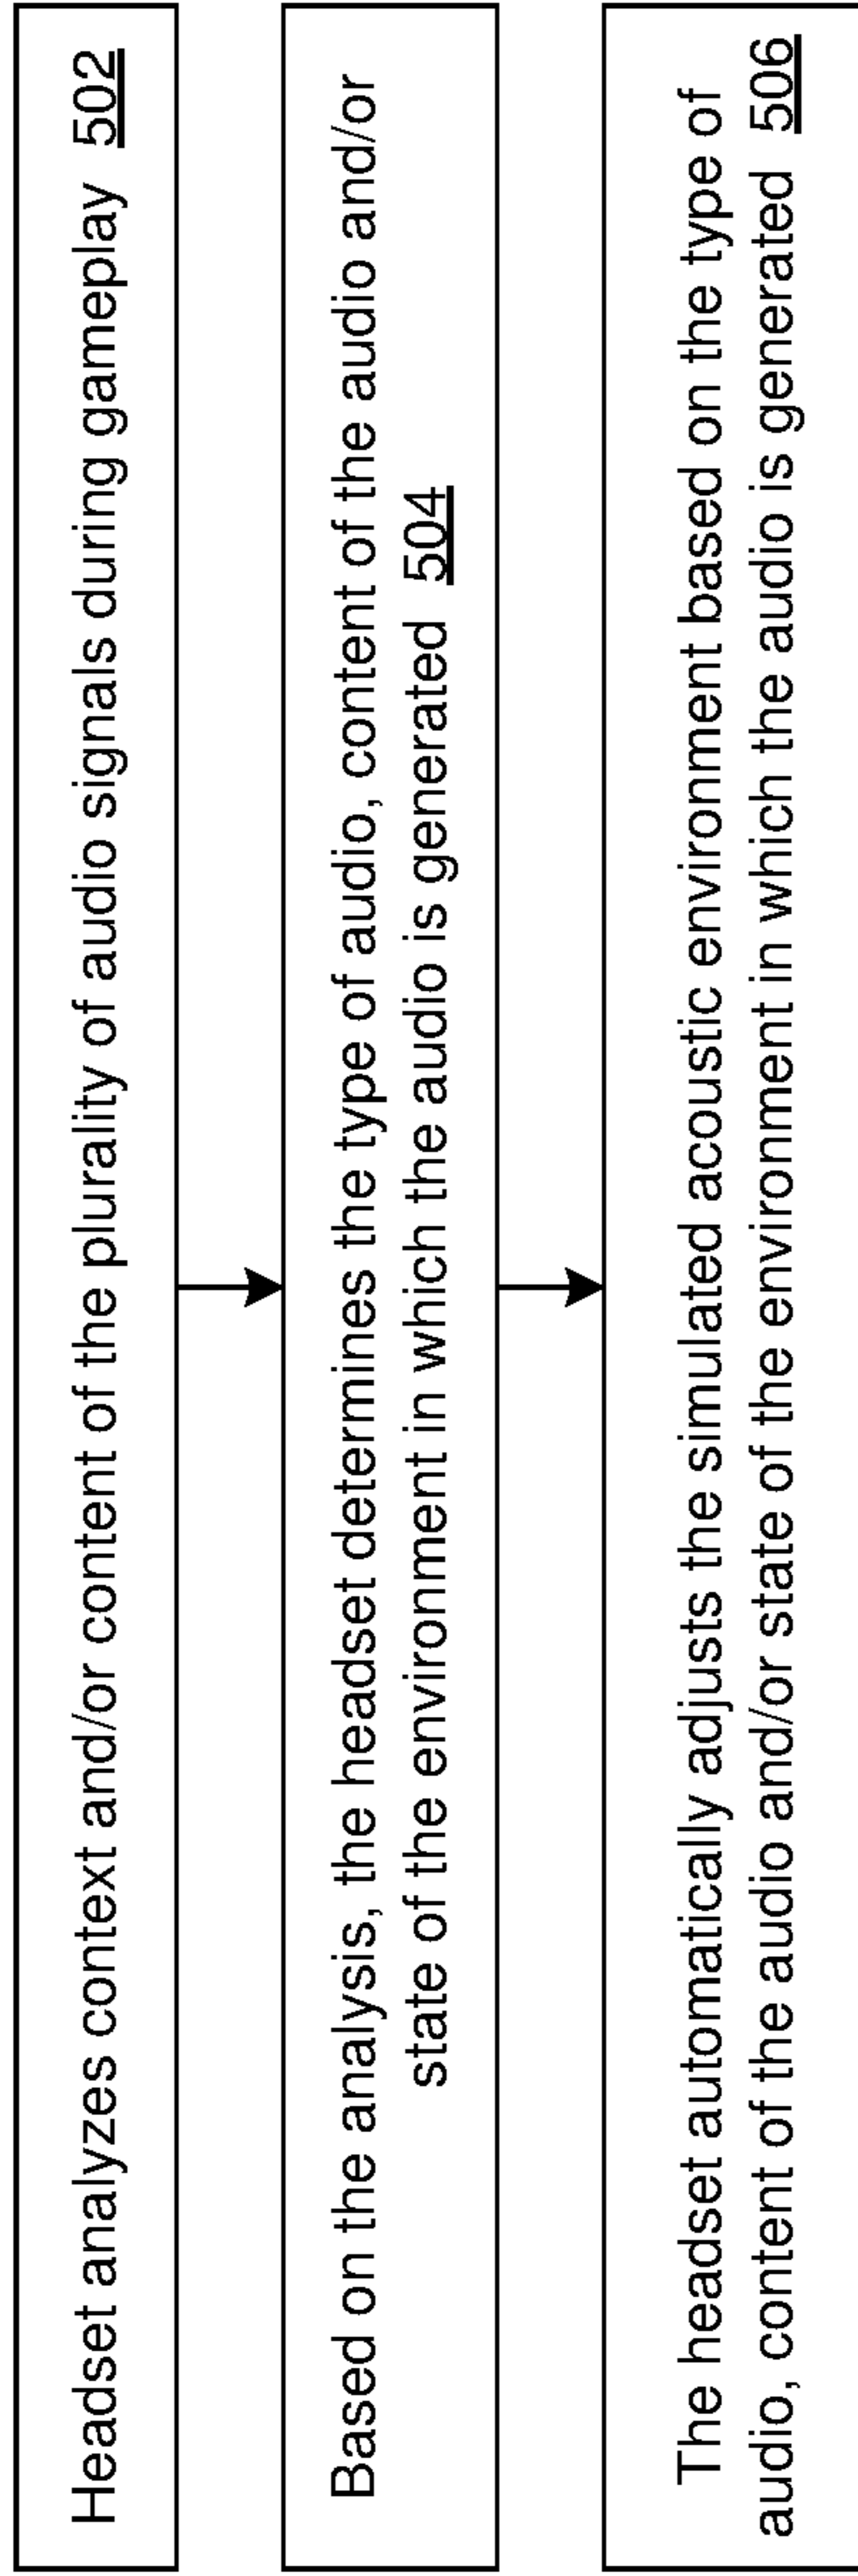 Headset analyzes context and/or content of the plurality of audio signals during gameplay 502
Based on the analysis, the headset determines the type of audio, content of the audio and/or
state of the environment in which the audio is generated 504
The headset automatically adjusts the simulated acoustic environment based on the type of
audio, content of the audio and/or state of the environment in which the audio is generated 506